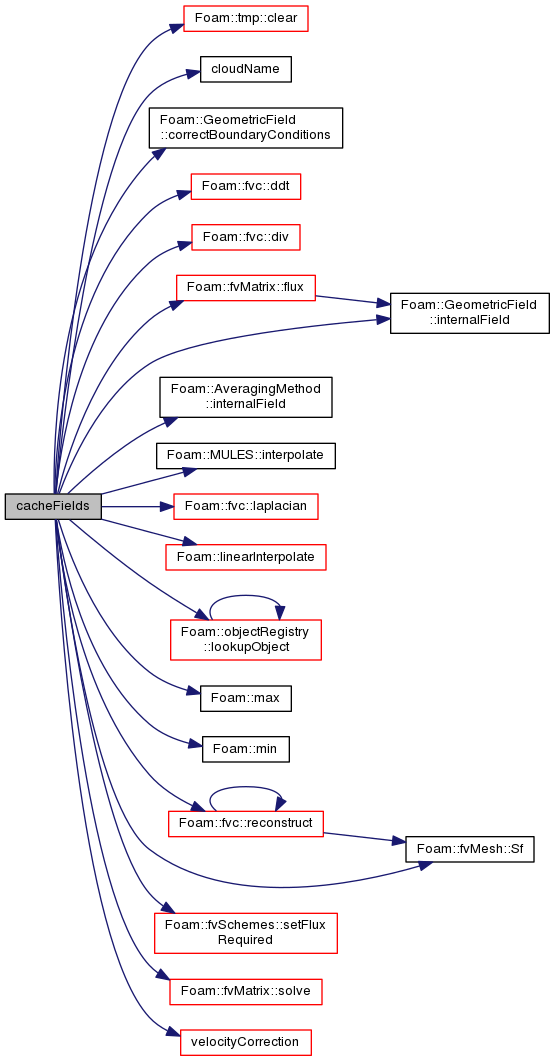 Foam::tmp::clear
cloudName
Foam::GeometricField
::correctBoundaryConditions
Foam::fvc::ddt
Foam::fvc::div
Foam::fvMatrix::flux
Foam::GeometricField
::internalField
Foam::AveragingMethod
::internalField
Foam::MULES::interpolate
cacheFields
Foam::fvc::laplacian
Foam::linearInterpolate
Foam::objectRegistry
::lookupObject
Foam::max
Foam::min
Foam::fvc::reconstruct
Foam::fvMesh::Sf
Foam::fvSchemes::setFlux
Required
Foam::fvMatrix::solve
velocityCorrection